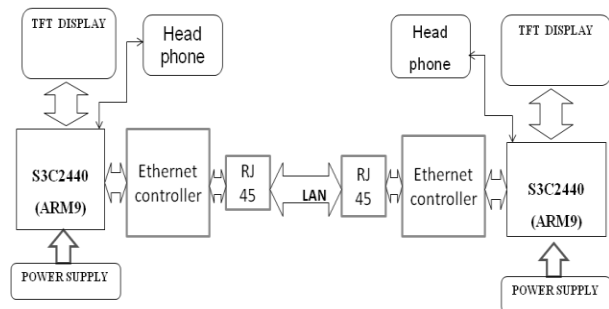 TFT DISPLAY
Head
phone
S3C2440
(ARM9)
Ethernet
controller
RJ
45
LAN
RJ
45
Ethernet
controller
Head
phone
TFT DISPLAY
S3C2440
(ARM9)
POWER SUPPLY
POWER SUPPLY